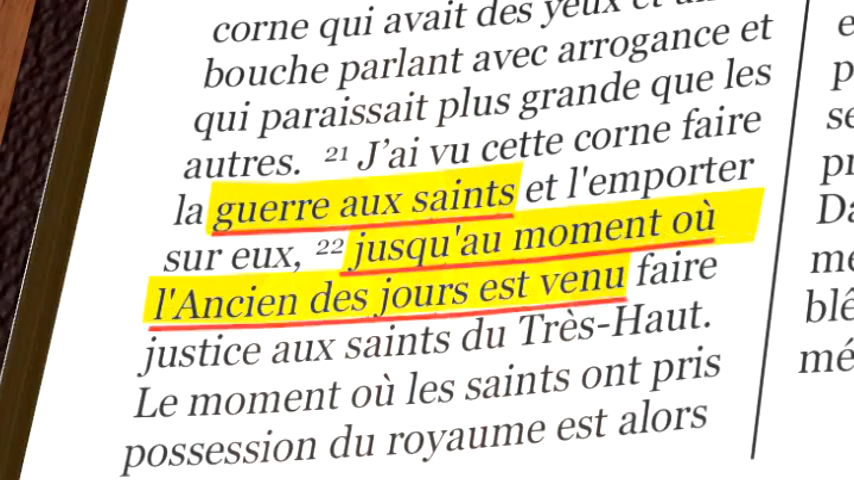 corne qui avait des yeux et
bouche parlant avec arrogance et
qui paraissait plus grande que les
autres. 21 J'ai vu cette corne faire
la guerre aux saints et l'emporter
sur eux, 22 jusqu'au moment où
l'Ancien des jours est venu faire
justice aux saints du Très-Haut.
Le moment où les saints ont pris
possession du royaume est alors